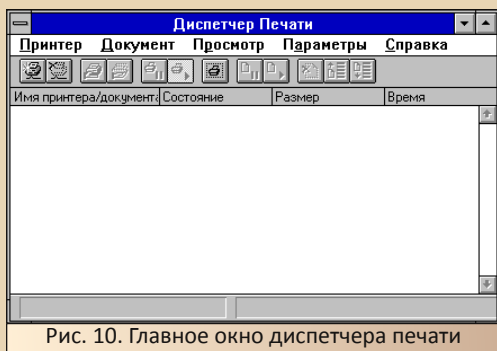 Диспетчер Печати
Принтер Документ Просмотр Параметры Справка
Имя принтера/документа Состояние Размер Время
Рис. 10. Главное окно диспетчера печати